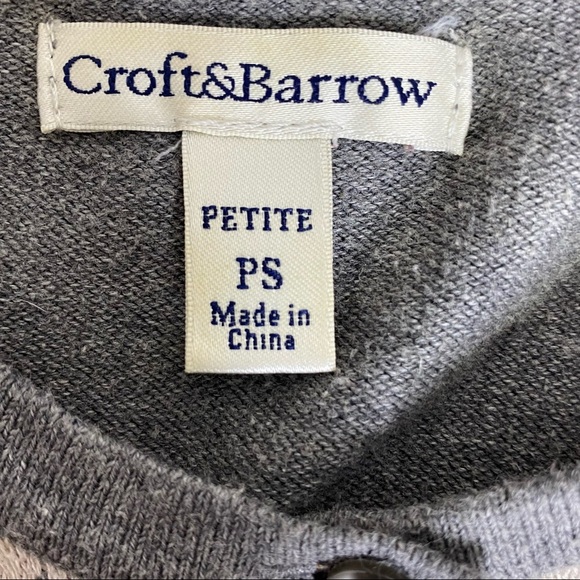 Croft&Barrow
PETITE
PS
Made in
China